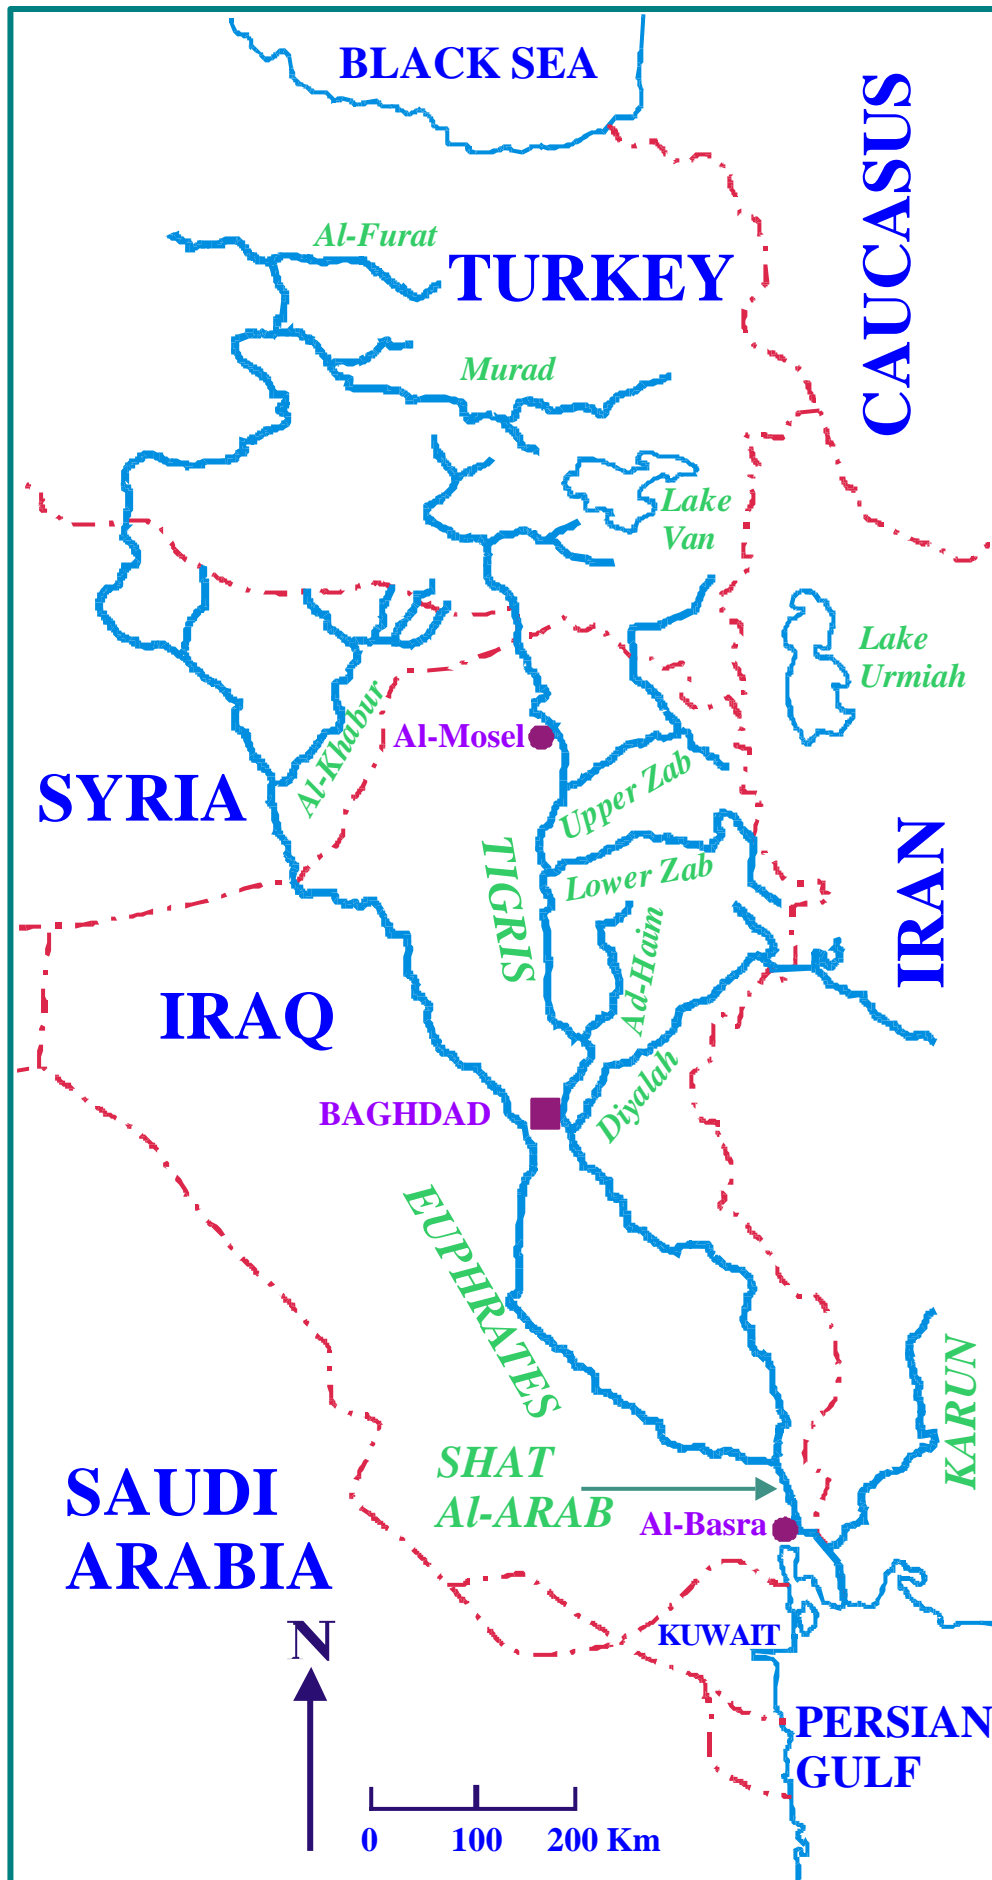 BLACK SEA
CAUCASUS
Al-Furat
TURKEY
Murad
Lake
Van
Lake
Urmiah
Al-Khabur
Al-Mosel
SYRIA
Upper Zab
TIGRIS
Lower Zab
IRAN
Ad-Haim
IRAQ
Diyalah
BAGHDAD
EUPHRATES
KARUN
SHAT
Al-ARAB
SAUDI
ARABIA
Al-Basra
N
KUWAIT
PERSIAN
GULF
0 100 200 Km